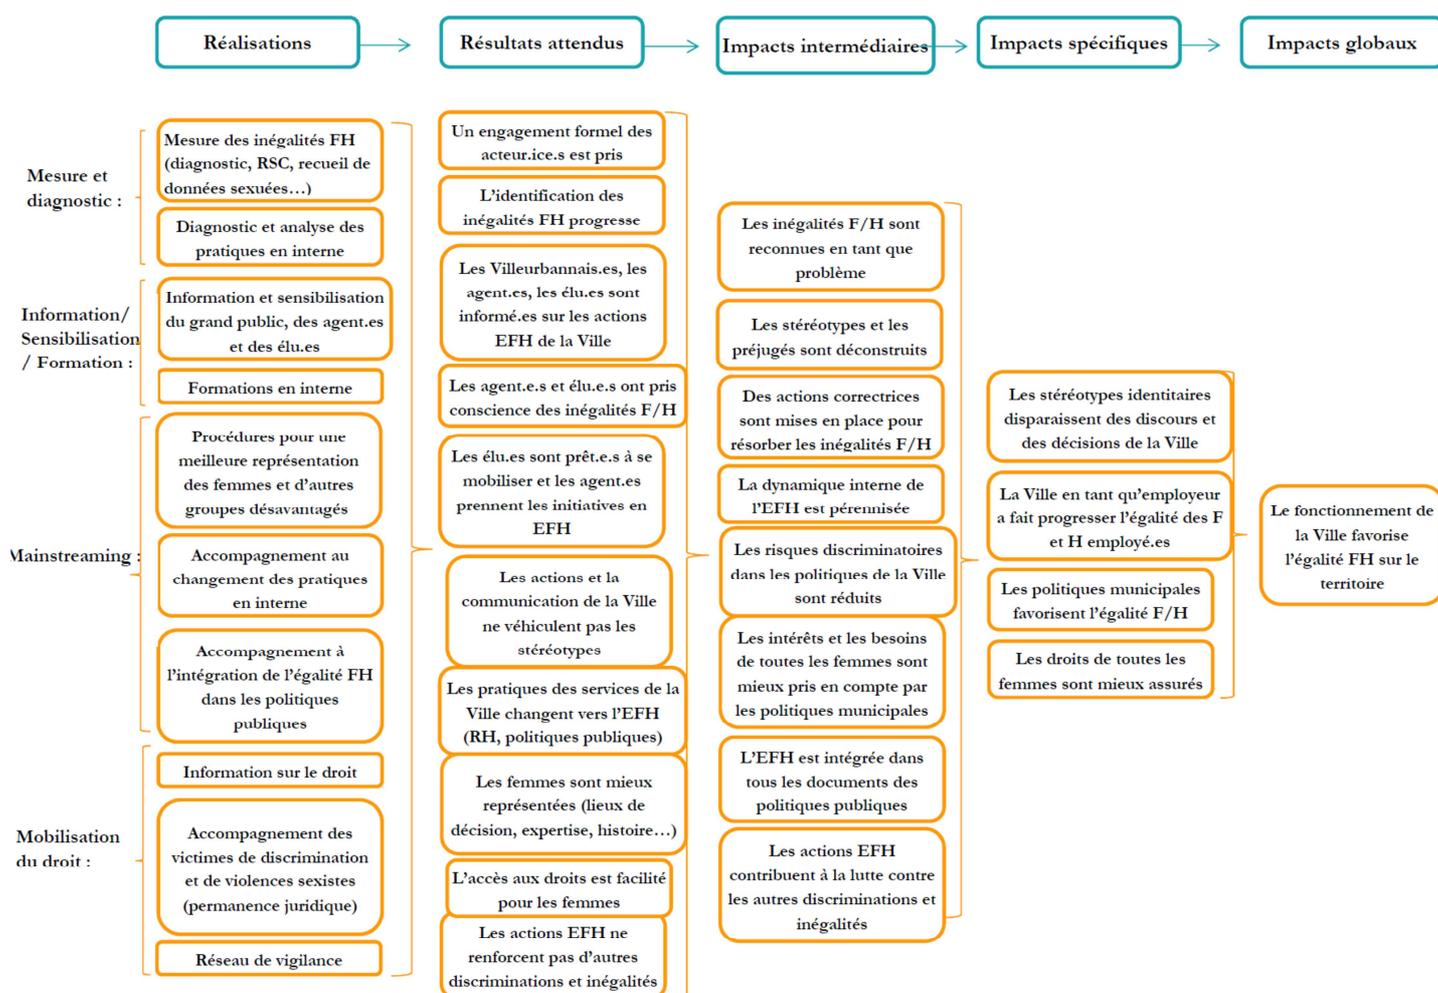 Réalisations
Résultats attendus
Impacts intermédiaires
Impacts spécifiques
Impacts globaux
Mesure et
diagnostic :
Mesure des inégalités FH
(diagnostic, RSC, recueil de
données sexuées…)
Diagnostic et analyse des
pratiques en interne
Information/
Sensibilisation
/ Formation :
Information et sensibilisation
du grand public, des agent.es
et des élu.es
Formations en interne
Mainstreaming :
Procédures pour une
meilleure représentation
des femmes et d’autres
groupes désavantagés
Accompagnement au
changement des pratiques
en interne
Accompagnement à
l’intégration de l’égalité FH
dans les politiques
publiques
Mobilisation
du droit :
Information sur le droit
Accompagnement des
victimes de discrimination
et de violences sexistes
(permanence juridique)
Réseau de vigilance
Un engagement formel des
acteur.ice.s est pris
L’identification des
inégalités FH progresse
Les Villeurbannais.es, les
agent.es, les élu.es sont
informé.es sur les actions
EFH de la Ville
Les agent.e.s et élu.e.s ont pris
conscience des inégalités F/H
Les élu.es sont prêt.e.s à se
mobiliser et les agent.es
prennent les initiatives en
EFH
Les actions et la
communication de la Ville
ne véhiculent pas les
stéréotypes
Les pratiques des services de la
Ville changent vers l’EFH
(RH, politiques publiques)
Les femmes sont mieux
représentées (lieux de
décision, expertise, histoire…)
L’accès aux droits est facilité
pour les femmes
Les actions EFH ne
renforcent pas d’autres
discriminations et inégalités
Les inégalités F/H sont
reconnues en tant que
problème
Les stéréotypes et les
préjugés sont déconstruits
Des actions correctrices
sont mises en place pour
résorber les inégalités F/H
La dynamique interne de
l’EFH est pérennisée
Les risques discriminatoires
dans les politiques de la Ville
sont réduits
Les intérêts et les besoins
de toutes les femmes sont
mieux pris en compte par
les politiques municipales
L’EFH est intégrée dans
tous les documents des
politiques publiques
Les actions EFH
contribuent à la lutte contre
les autres discriminations et
inégalités
Les stéréotypes identitaires
disparaissent des discours et
des décisions de la Ville
La Ville en tant qu’employeur
a fait progresser l’égalité des F
et H employé.es
Les politiques municipales
favorisent l’égalité F/H
Les droits de toutes les
femmes sont mieux assurés
Le fonctionnement de
la Ville favorise
l’égalité FH sur le
territoire